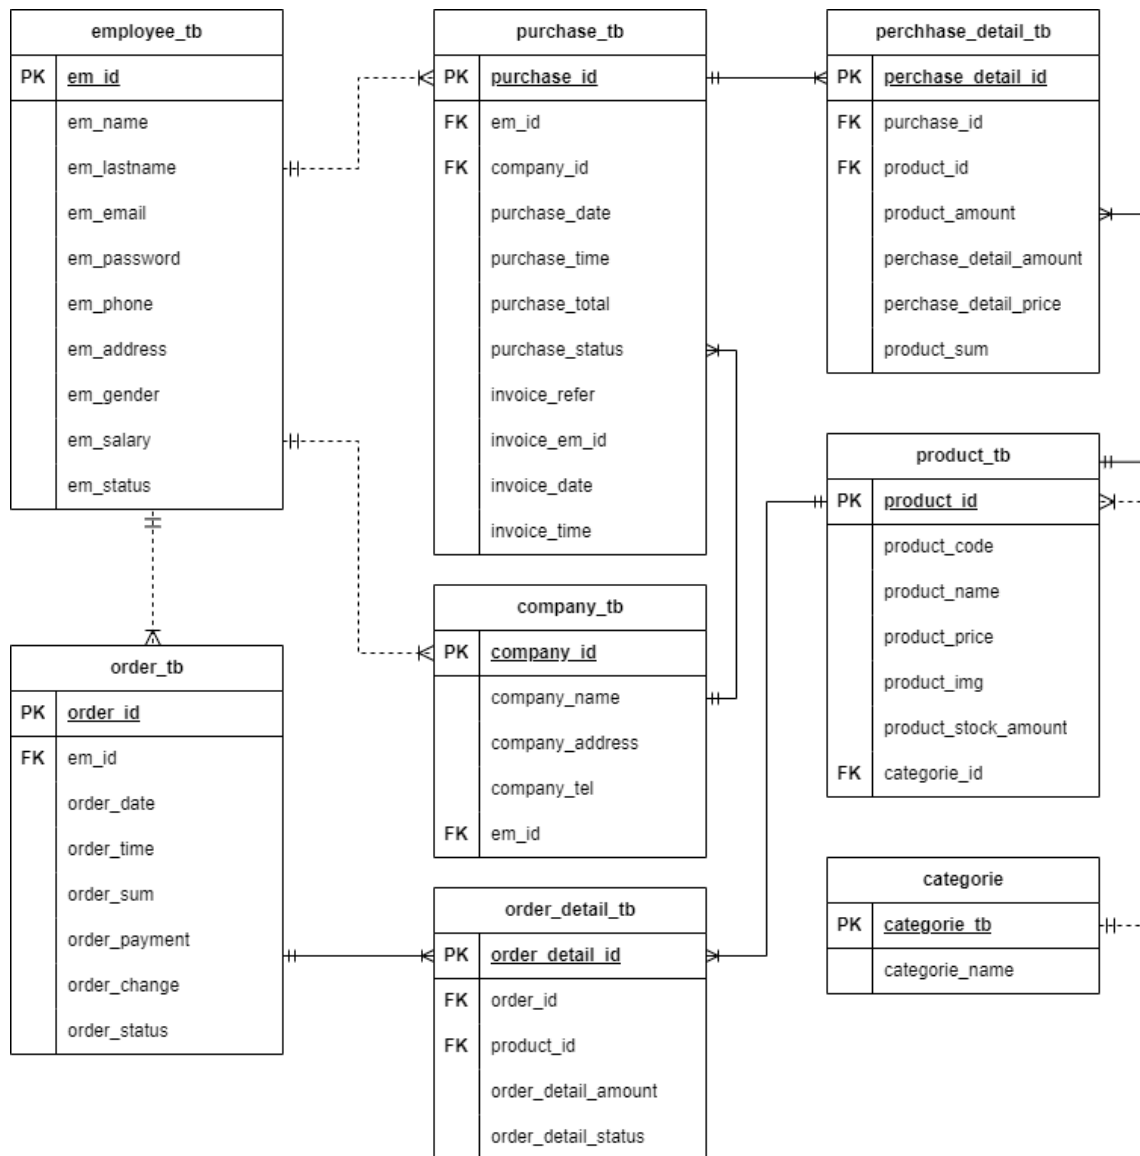 employee_tb
PK em_id
em_name
em_lastname
em_email
em_password
em_phone
em_address
em_gender
em_salary
em_status
purchase_tb
PK purchase_id
FK em_id
FK company_id
purchase_date
purchase_time
purchase_total
purchase_status
invoice_refer
invoice_em_id
invoice_date
invoice_time
perchhase_detail_tb
PK perchase_detail_id
FK purchase_id
FK product_id
product_amount
perchase_detail_amount
perchase_detail_price
product_sum
product_tb
PK product_id
product_code
product_name
product_price
product_img
product_stock_amount
FK categorie_id
company_tb
PK company_id
company_name
company_address
company_tel
FK em_id
order_tb
PK order_id
FK em_id
order_date
order_time
order_sum
order_payment
order_change
order_status
order_detail_tb
PK order_detail_id
FK order_id
FK product_id
order_detail_amount
order_detail_status
categorie
PK categorie_tb
categorie_name